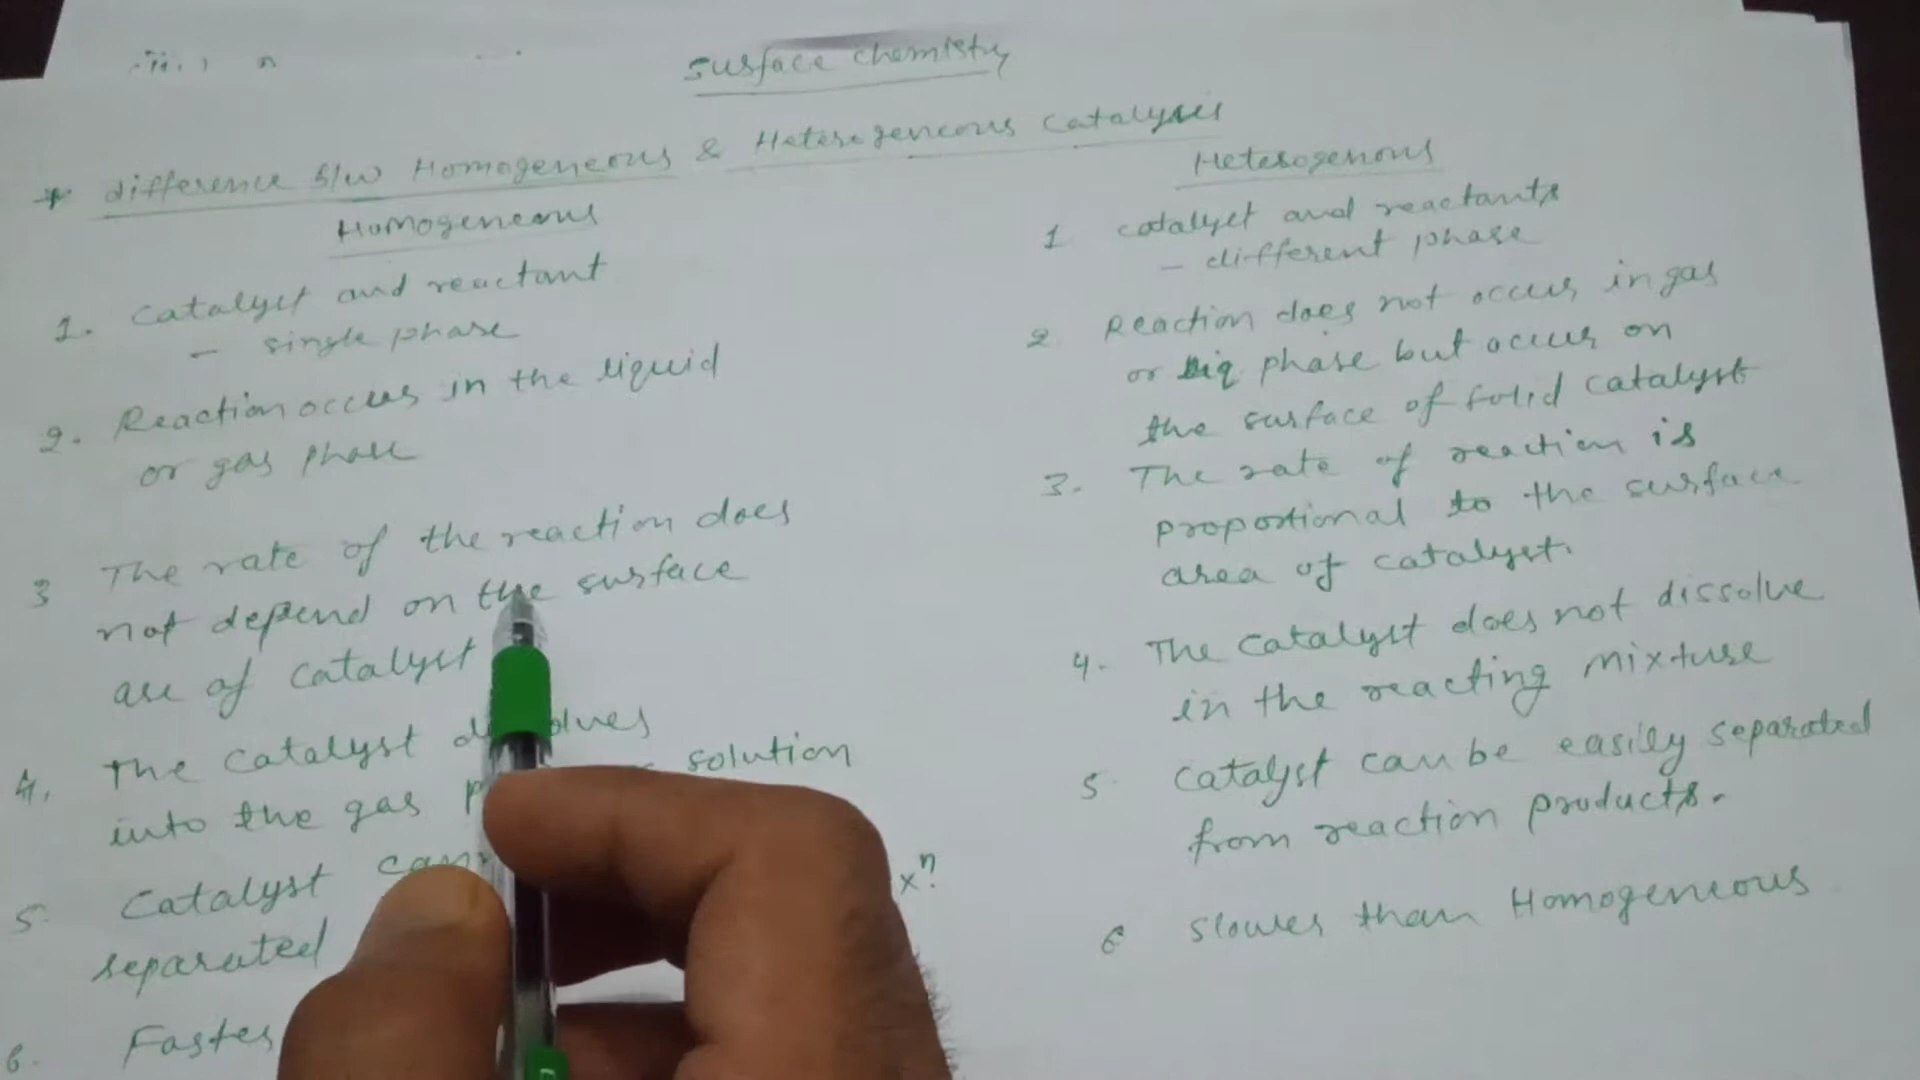 Surface chemistry
* difference b/w Homogeneous & Heterogeneous catalysis
Homogeneous
1. Catalyst and reactant
- single phase
2. Reaction occurs in the liquid
or gas phase
3 The rate of the reaction does
not depend on the surface
are of catalyst
4. The catalyst
into the gas solution
5. Catalyst
separated xn
6. Faster
Heterogenous
1 catalyst and reactants
- different phase
2 Reaction does not occur in gas
or liq phase but occur on
the surface of solid catalyst
3. The rate of reaction is
proportional to the surface
area of catalyst.
4. The catalyst does not dissolve
in the reacting mixture
5. Catalyst can be easily separated
from reaction products.
6 Slower than Homogeneous